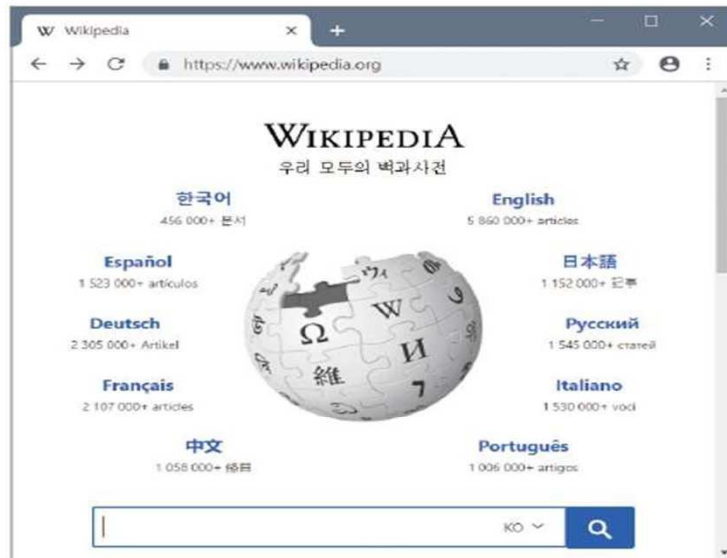 Wikipedia
https://www.wikipedia.org
WIKIPEDIA
우리 모두의 백과사전
한국어
456 000+ 문서
English
5 860 000+ articles
Español
1 523 000+ artículos
日本語
1 152 000+ 記事
Deutsch
2 305 000+ Artikel
Русский
1 545 000+ статей
Français
2 107 000+ articles
Italiano
1 530 000+ voci
中文
1 058 000+ 條目
Português
1 006 000+ artigos
Ω W И 維 7
KO